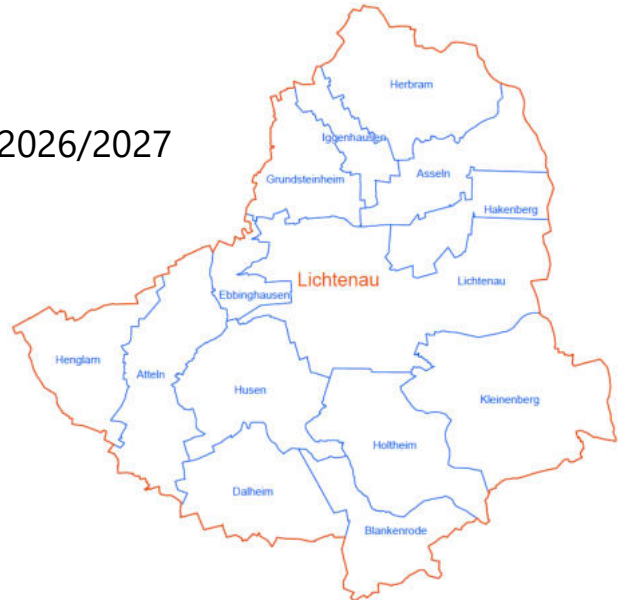 Herbram
2026/2027
Iggenhausen
Asseln
Grundsteinheim
Hakenberg
Lichtenau
Lichtenau
Ebbinghausen
Henglarn
Atteln
Husen
Kleinenberg
Holtheim
Dalheim
Blankenrode